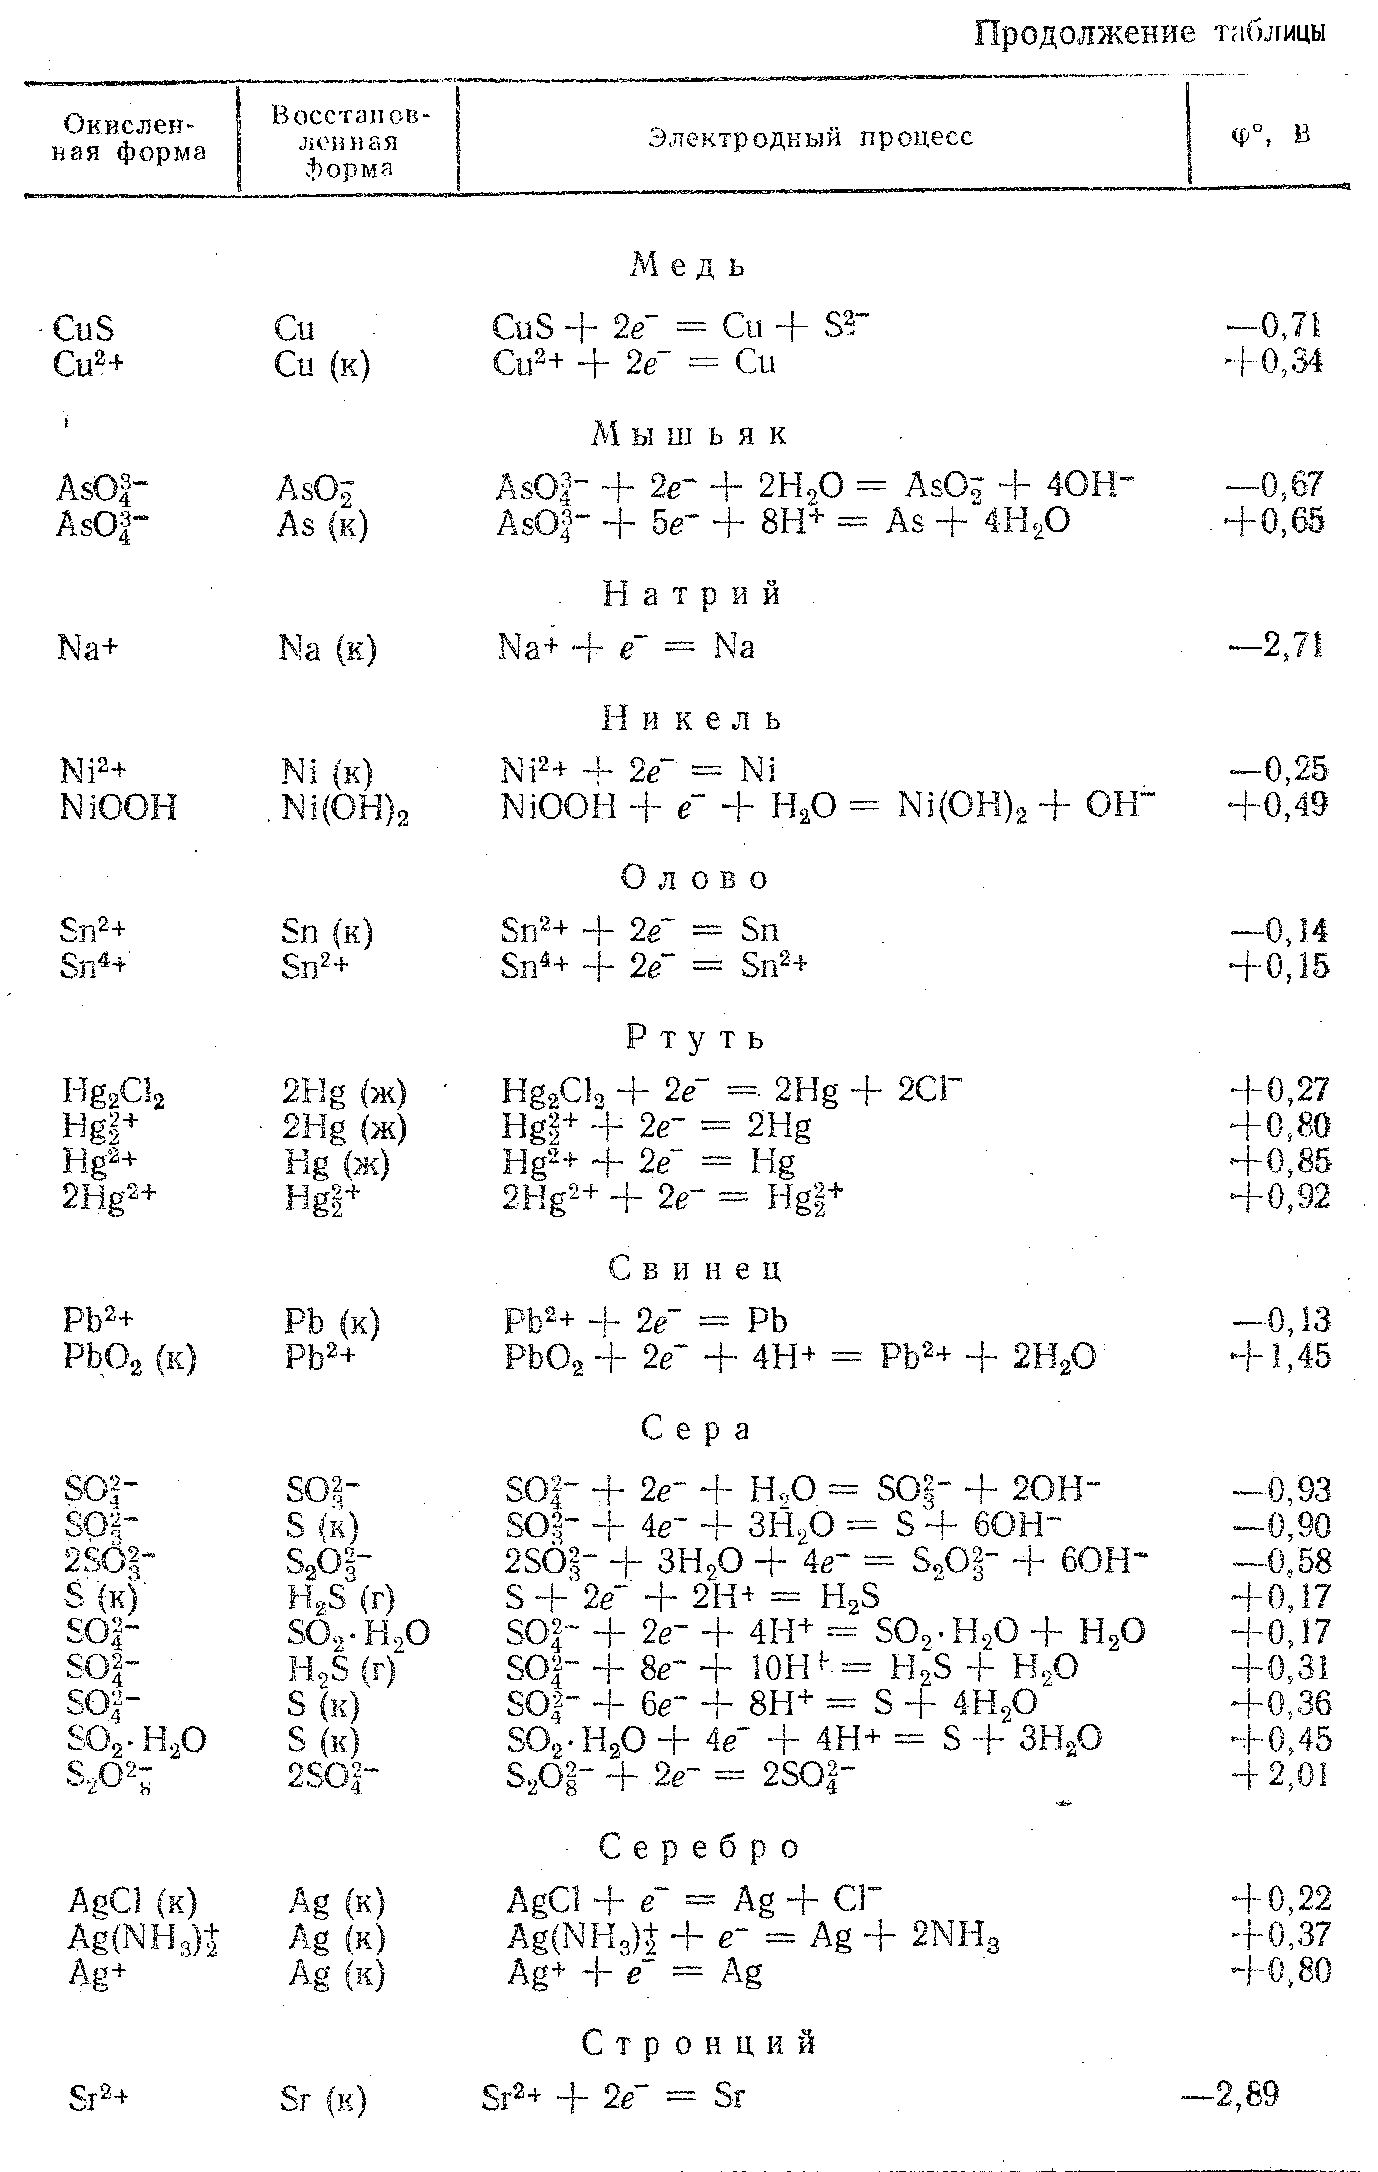 Продолжение таблицы
Окислен-
ная форма
Восстанов-
ленная
форма
Электродный процесс
φ°, В
Медь
CuS Cu CuS + 2e⁻ = Cu + S²⁻ —0,71
Cu²⁺ Cu (к) Cu²⁺ + 2e⁻ = Cu +0,34
Мышьяк
AsO₄³⁻ AsO₂⁻ AsO₄³⁻ + 2e⁻ + 2H₂O = AsO₂⁻ + 4OH⁻ —0,67
AsO₄³⁻ As (к) AsO₄³⁻ + 5e⁻ + 8H⁺ = As + 4H₂O +0,65
Натрий
Na⁺ Na (к) Na⁺ + e⁻ = Na —2,71
Никель
Ni²⁺ Ni (к) Ni²⁺ + 2e⁻ = Ni —0,25
NiOOH Ni(OH)₂ NiOOH + e⁻ + H₂O = Ni(OH)₂ + OH⁻ +0,49
Олово
Sn²⁺ Sn (к) Sn²⁺ + 2e⁻ = Sn —0,14
Sn⁴⁺ Sn²⁺ Sn⁴⁺ + 2e⁻ = Sn²⁺ +0,15
Ртуть
Hg₂Cl₂ 2Hg (ж) Hg₂Cl₂ + 2e⁻ = 2Hg + 2Cl⁻ +0,27
Hg₂²⁺ 2Hg (ж) Hg₂²⁺ + 2e⁻ = 2Hg +0,80
Hg²⁺ Hg (ж) Hg²⁺ + 2e⁻ = Hg +0,85
2Hg²⁺ Hg₂²⁺ 2Hg²⁺ + 2e⁻ = Hg₂²⁺ +0,92
Свинец
Pb²⁺ Pb (к) Pb²⁺ + 2e⁻ = Pb —0,13
PbO₂ (к) Pb²⁺ PbO₂ + 2e⁻ + 4H⁺ = Pb²⁺ + 2H₂O +1,45
Сера
SO₄²⁻ SO₃²⁻ SO₄²⁻ + 2e⁻ + H₂O = SO₃²⁻ + 2OH⁻ —0,93
SO₃²⁻ S (к) SO₃²⁻ + 4e⁻ + 3H₂O = S + 6OH⁻ —0,90
2SO₃²⁻ S₂O₃²⁻ 2SO₃²⁻ + 3H₂O + 4e⁻ = S₂O₃²⁻ + 6OH⁻ —0,58
S (к) H₂S (г) S + 2e⁻ + 2H⁺ = H₂S +0,17
SO₄²⁻ SO₂·H₂O SO₄²⁻ + 2e⁻ + 4H⁺ = SO₂·H₂O + H₂O +0,17
SO₄²⁻ H₂S (г) SO₄²⁻ + 8e⁻ + 10H⁺ = H₂S + H₂O +0,31
SO₄²⁻ S (к) SO₄²⁻ + 6e⁻ + 8H⁺ = S + 4H₂O +0,36
SO₂·H₂O S (к) SO₂·H₂O + 4e⁻ + 4H⁺ = S + 3H₂O +0,45
S₂O₈²⁻ 2SO₄²⁻ S₂O₈²⁻ + 2e⁻ = 2SO₄²⁻ +2,01
Серебро
AgCl (к) Ag (к) AgCl + e⁻ = Ag + Cl⁻ +0,22
Ag(NH₃)₂⁺ Ag (к) Ag(NH₃)₂⁺ + e⁻ = Ag + 2NH₃ +0,37
Ag⁺ Ag (к) Ag⁺ + e⁻ = Ag +0,80
Стронций
Sr²⁺ Sr (к) Sr²⁺ + 2e⁻ = Sr —2,89